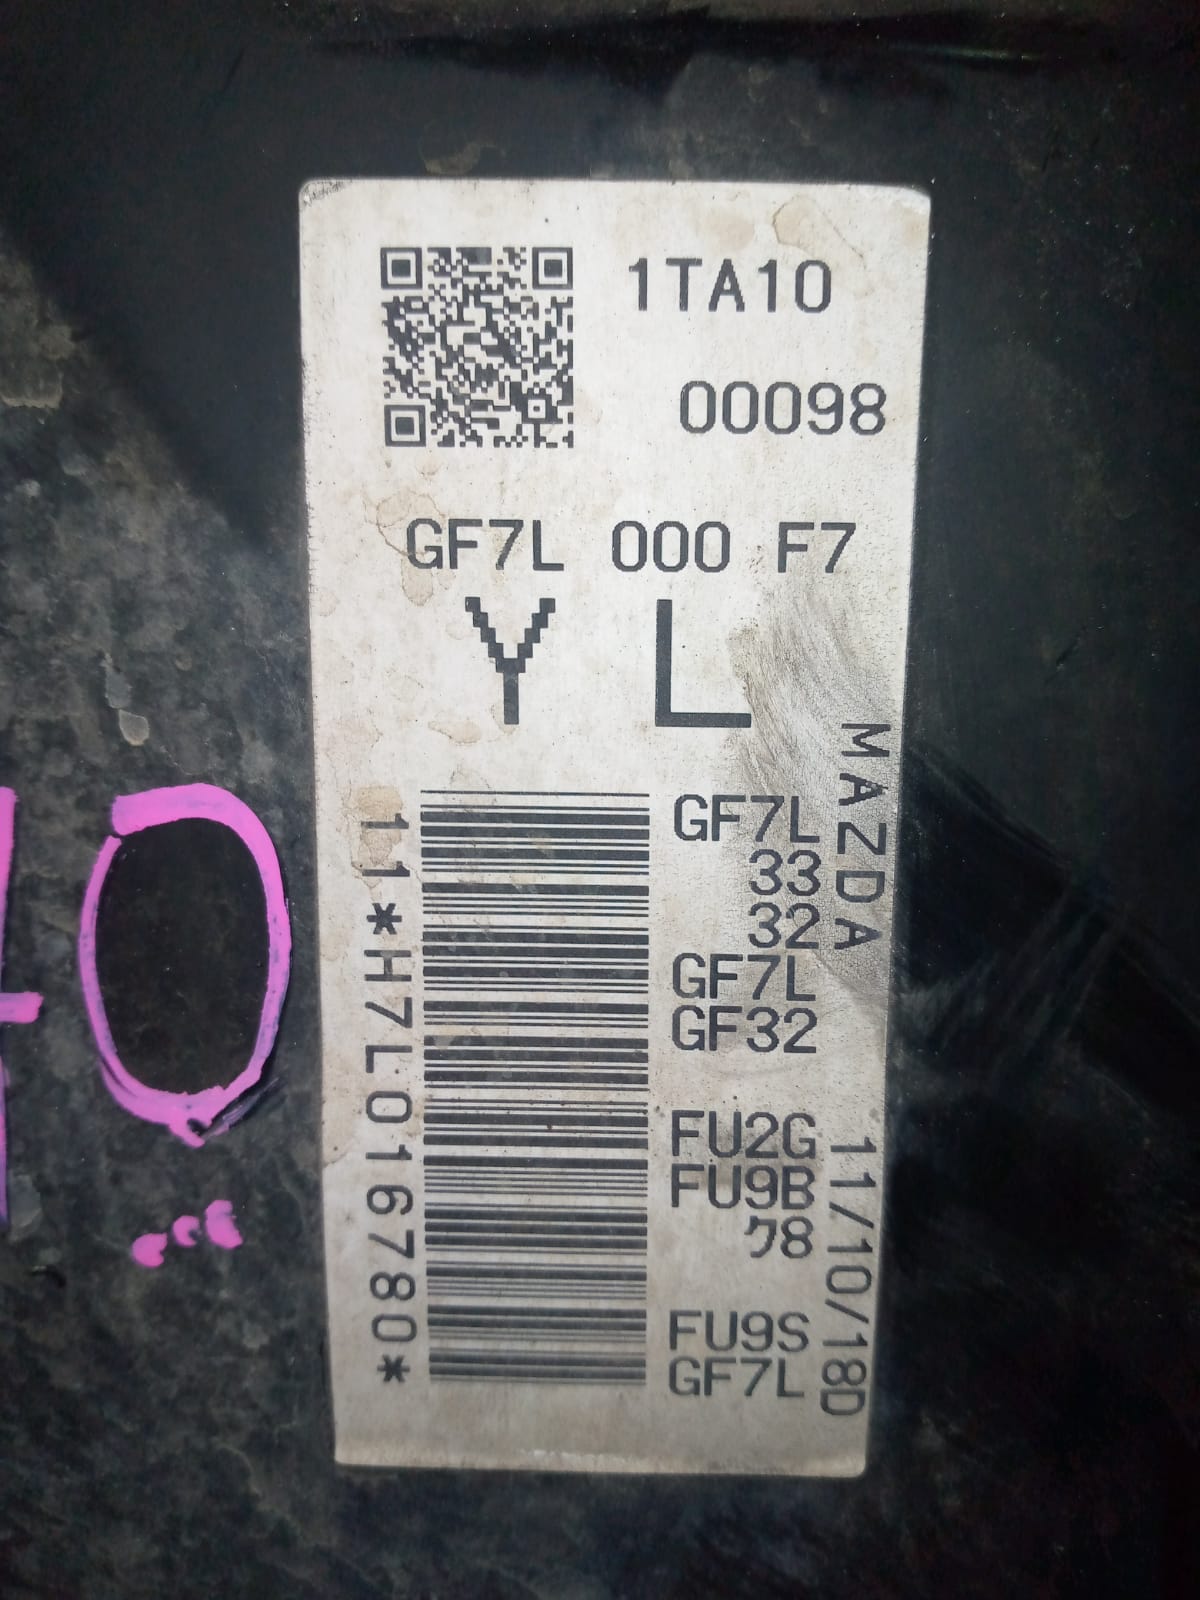 1TA10
00098
GF7L 000 F7
Y L
MAZDA
GF7L
33
32
GF7L
GF32
FU2G
FU9B
78
FU9S
GF7L
11/10/18D
11*H7L016780*
0